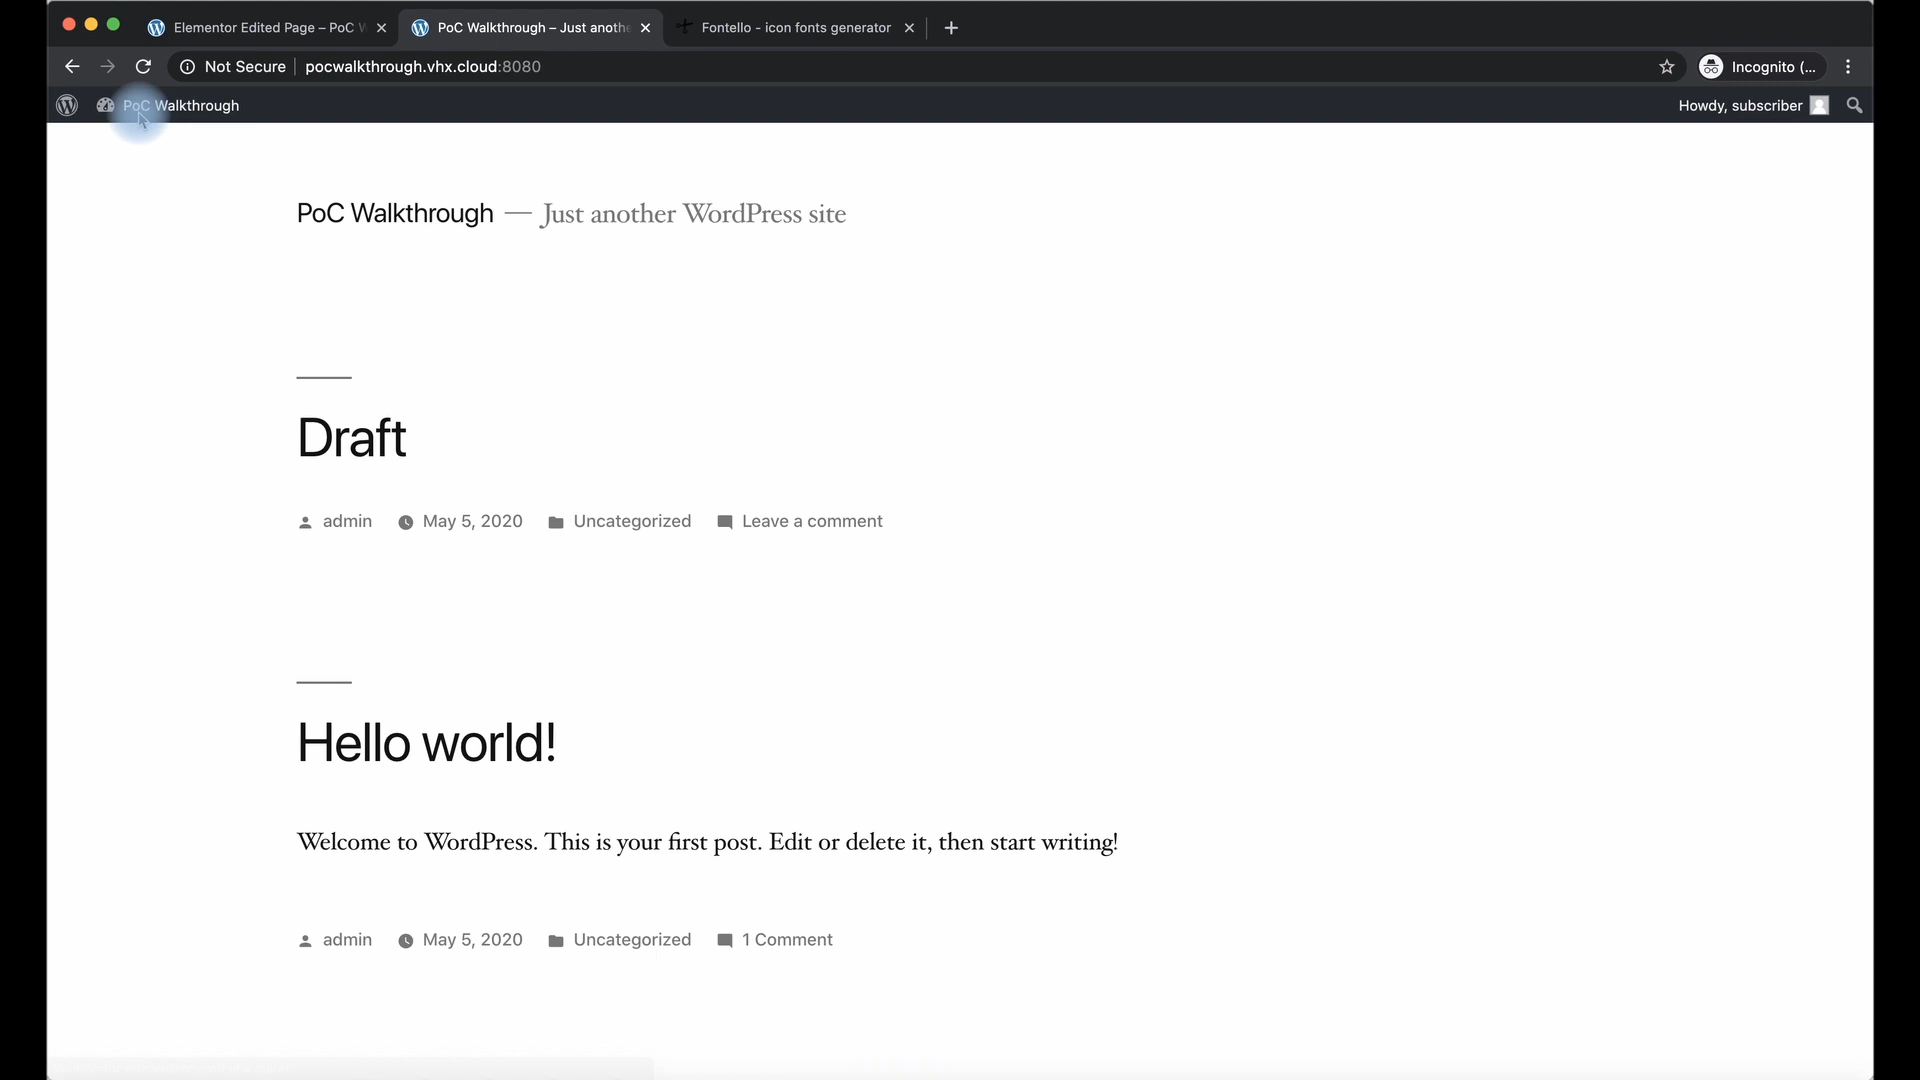 Elementor Edited Page – PoC W
PoC Walkthrough – Just anothe
Fontello - icon fonts generator
Not Secure
pocwalkthrough.vhx.cloud:8080
Incognito (...
PoC Walkthrough
Howdy, subscriber
PoC Walkthrough — Just another WordPress site
Draft
admin May 5, 2020 Uncategorized Leave a comment
Hello world!
Welcome to WordPress. This is your first post. Edit or delete it, then start writing!
admin May 5, 2020 Uncategorized 1 Comment